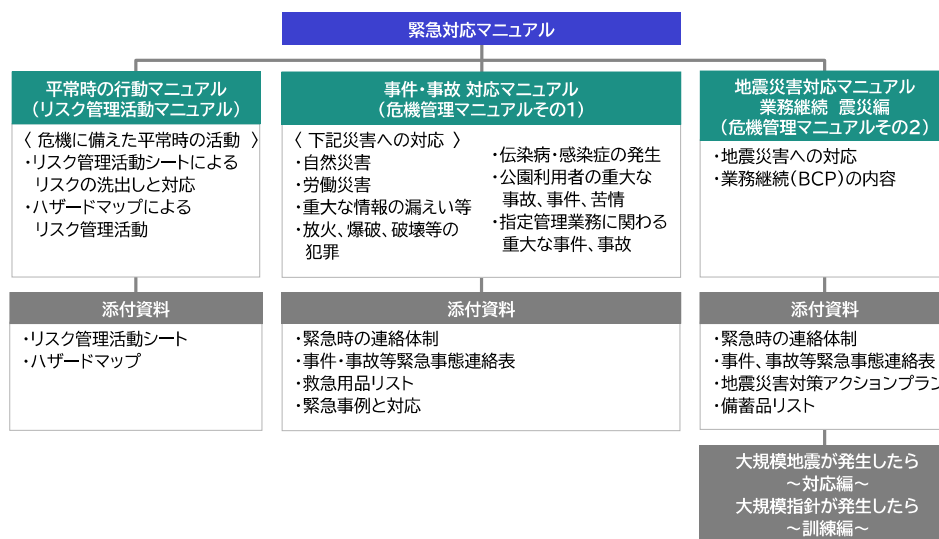 緊急対応マニュアル
平常時の行動マニュアル
(リスク管理活動マニュアル)
〈 危機に備えた平常時の活動 〉
・リスク管理活動シートによる
リスクの洗出しと対応
・ハザードマップによる
リスク管理活動
添付資料
・リスク管理活動シート
・ハザードマップ
事件・事故 対応マニュアル
(危機管理マニュアルその1)
〈 下記災害への対応 〉
・自然災害
・労働災害
・重大な情報の漏えい等
・放火、爆破、破壊等の
犯罪
・伝染病・感染症の発生
・公園利用者の重大な
事故、事件、苦情
・指定管理業務に関わる
重大な事件、事故
添付資料
・緊急時の連絡体制
・事件・事故等緊急事態連絡表
・救急用品リスト
・緊急事例と対応
地震災害対応マニュアル
業務継続 震災編
(危機管理マニュアルその2)
・地震災害への対応
・業務継続(BCP)の内容
添付資料
・緊急時の連絡体制
・事件、事故等緊急事態連絡表
・地震災害対策アクションプラン
・備蓄品リスト
大規模地震が発生したら
~対応編~
大規模指針が発生したら
~訓練編~